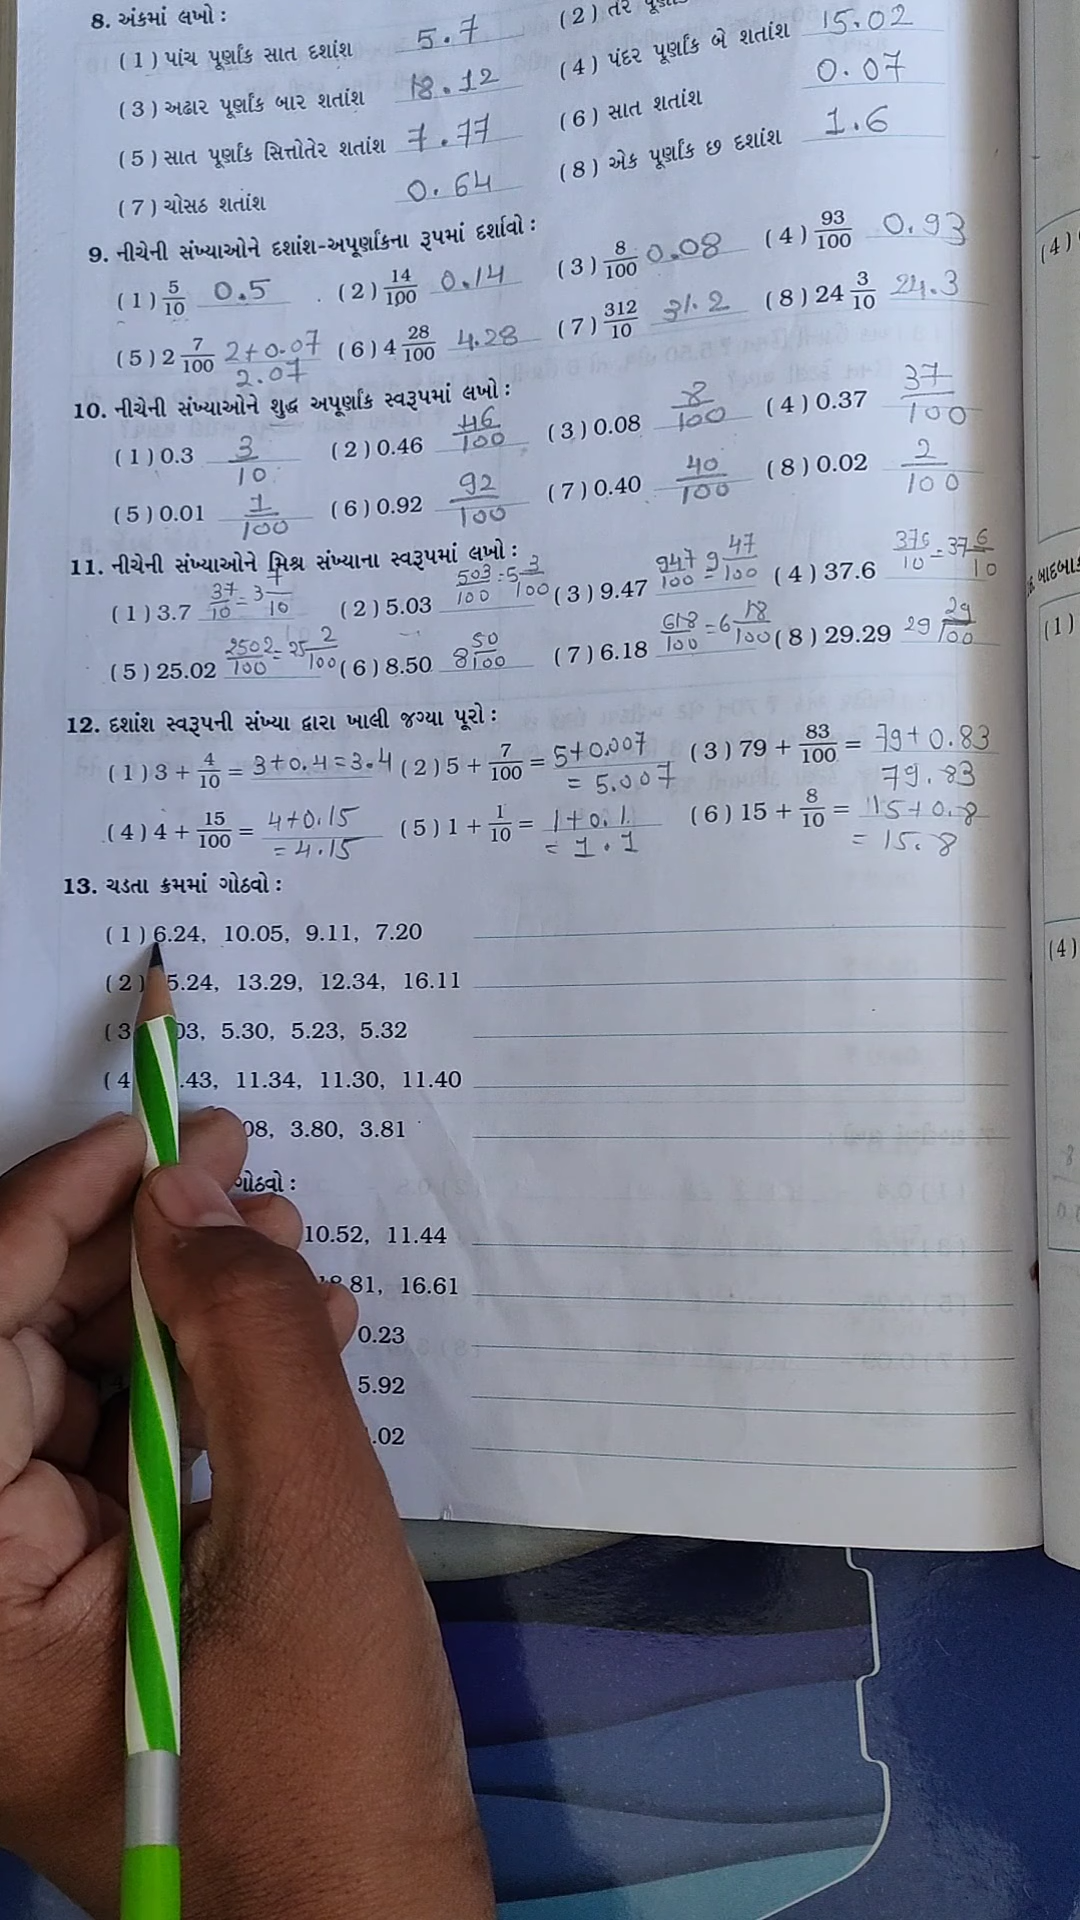 8. અંકમાં લખો :
(1) પાંચ પૂર્ણાંક સાત દશાંશ 5.7 (2)
(3) અઢાર પૂર્ણાંક બાર શતાંશ 18.12 (4) પંદર પૂર્ણાંક બે શતાંશ 15.02
(5) સાત પૂર્ણાંક સિત્તોતેર શતાંશ 7.77 (6) સાત શતાંશ 0.07
(7) ચોસઠ શતાંશ 0.64 (8) એક પૂર્ણાંક છ દશાંશ 1.6
9. નીચેની સંખ્યાઓને દશાંશ-અપૂર્ણાંકના રૂપમાં દર્શાવો :
(1) 5/10 0.5 (2) 14/100 0.14 (3) 8/100 0.08 (4) 93/100 0.93
(5) 2 7/100 2+0.07 (6) 4 28/100 4.28 (7) 312/10 31.2 (8) 24 3/10 24.3
2.07
10. નીચેની સંખ્યાઓને શુદ્ધ અપૂર્ણાંક સ્વરૂપમાં લખો :
(1) 0.3 3/10 (2) 0.46 46/100 (3) 0.08 8/100 (4) 0.37 37/100
(5) 0.01 1/100 (6) 0.92 92/100 (7) 0.40 40/100 (8) 0.02 2/100
11. નીચેની સંખ્યાઓને મિશ્ર સંખ્યાના સ્વરૂપમાં લખો :
(1) 3.7 37/10 = 3 7/10 (2) 5.03 503/100 = 5 3/100 (3) 9.47 947/100 = 9 47/100 (4) 37.6 376/10 = 37 6/10
(5) 25.02 2502/100 = 25 2/100 (6) 8.50 8 50/100 (7) 6.18 618/100 = 6 18/100 (8) 29.29 29 29/100
12. દશાંશ સ્વરૂપની સંખ્યા દ્વારા ખાલી જગ્યા પૂરો :
(1) 3 + 4/10 = 3+0.4=3.4 (2) 5 + 7/100 = 5+0.007 (3) 79 + 83/100 = 79+0.83
= 5.007 79.83
(4) 4 + 15/100 = 4+0.15 (5) 1 + 1/10 = 1+0.1 (6) 15 + 8/10 = 15+0.8
= 4.15 = 1.1 = 15.8
13. ચડતા ક્રમમાં ગોઠવો :
(1) 6.24, 10.05, 9.11, 7.20
(2) 5.24, 13.29, 12.34, 16.11
(3 03, 5.30, 5.23, 5.32
(4 .43, 11.34, 11.30, 11.40
08, 3.80, 3.81
ગોઠવો :
10.52, 11.44
81, 16.61
0.23
5.92
.02
(4)
(1)
(4)